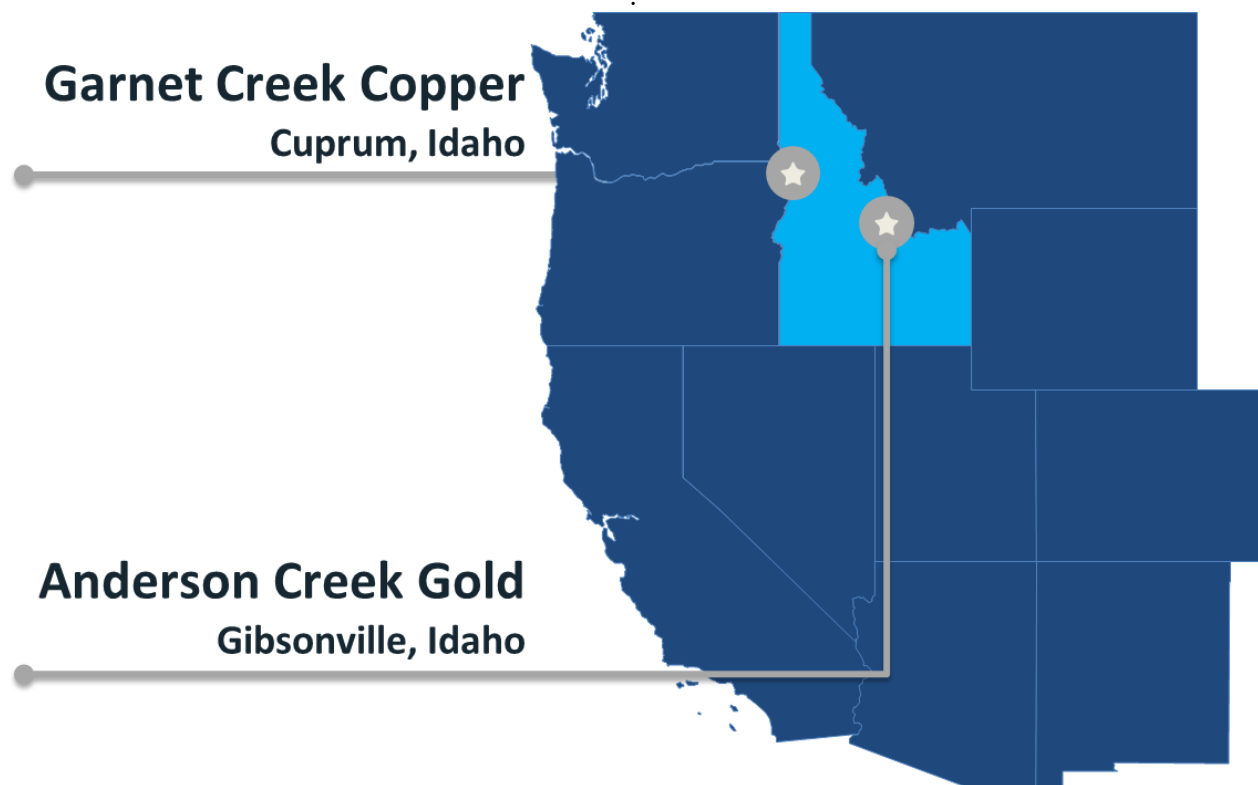 Garnet Creek Copper
Cuprum, Idaho
Anderson Creek Gold
Gibsonville, Idaho